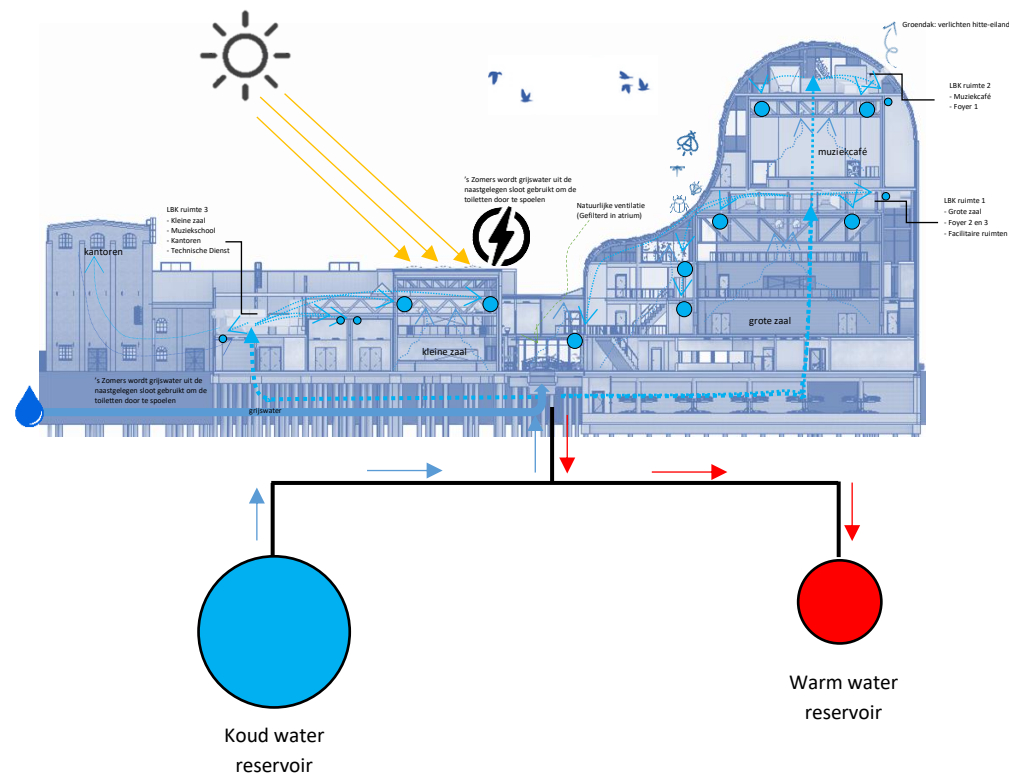 Groendak: verlichten hitte-eiland
LBK ruimte 2
- Muziekcafé
- Foyer 1
muziekcafé
's Zomers wordt grijswater uit de
naastgelegen sloot gebruikt om de
toiletten door te spoelen
Natuurlijke ventilatie
(Gefilterd in atrium)
LBK ruimte 1
- Grote zaal
- Foyer 2 en 3
- Facilitaire ruimten
LBK ruimte 3
- Kleine zaal
- Muziekschool
- Kantoren
- Technische Dienst
kantoren
grote zaal
kleine zaal
's Zomers wordt grijswater uit de
naastgelegen sloot gebruikt om de
toiletten door te spoelen
grijswater
Warm water
reservoir
Koud water
reservoir